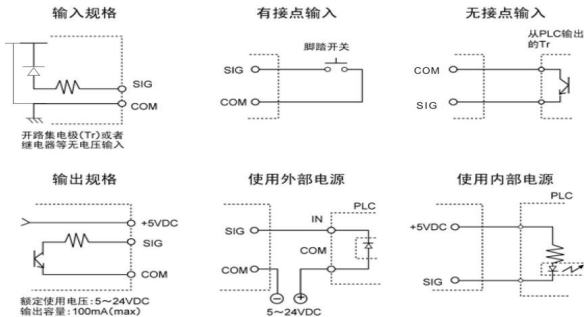 输入规格
SIG
COM
开路集电极(Tr)或者
继电器等无电压输入
有接点输入
脚踏开关
SIG
COM
无接点输入
从PLC输出
的Tr
COM
SIG
输出规格
+5VDC
SIG
COM
额定使用电压:5～24VDC
输出容量:100mA(max)
使用外部电源
PLC
IN
SIG
COM
COM
5～24VDC
使用内部电源
PLC
+5VDC
SIG